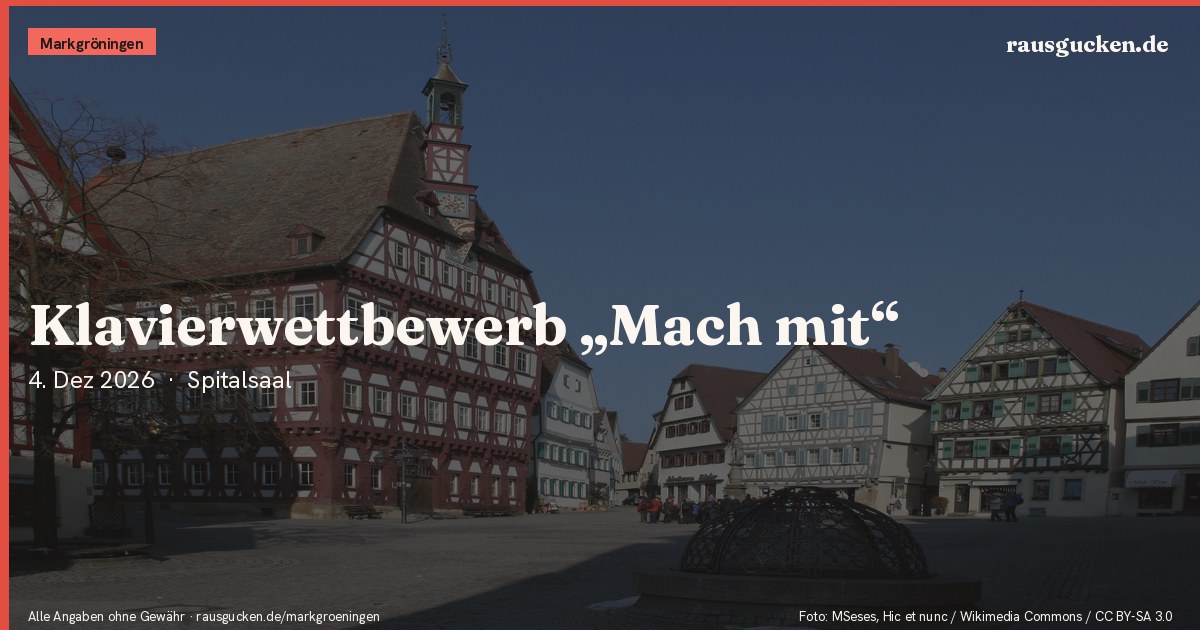 Markgröningen
rausgucken.de
Klavierwettbewerb „Mach mit“
4. Dez 2026 · Spitalsaal
Alle Angaben ohne Gewähr · rausgucken.de/markgroeningen
Foto: MSeses, Hic et nunc / Wikimedia Commons / CC BY-SA 3.0